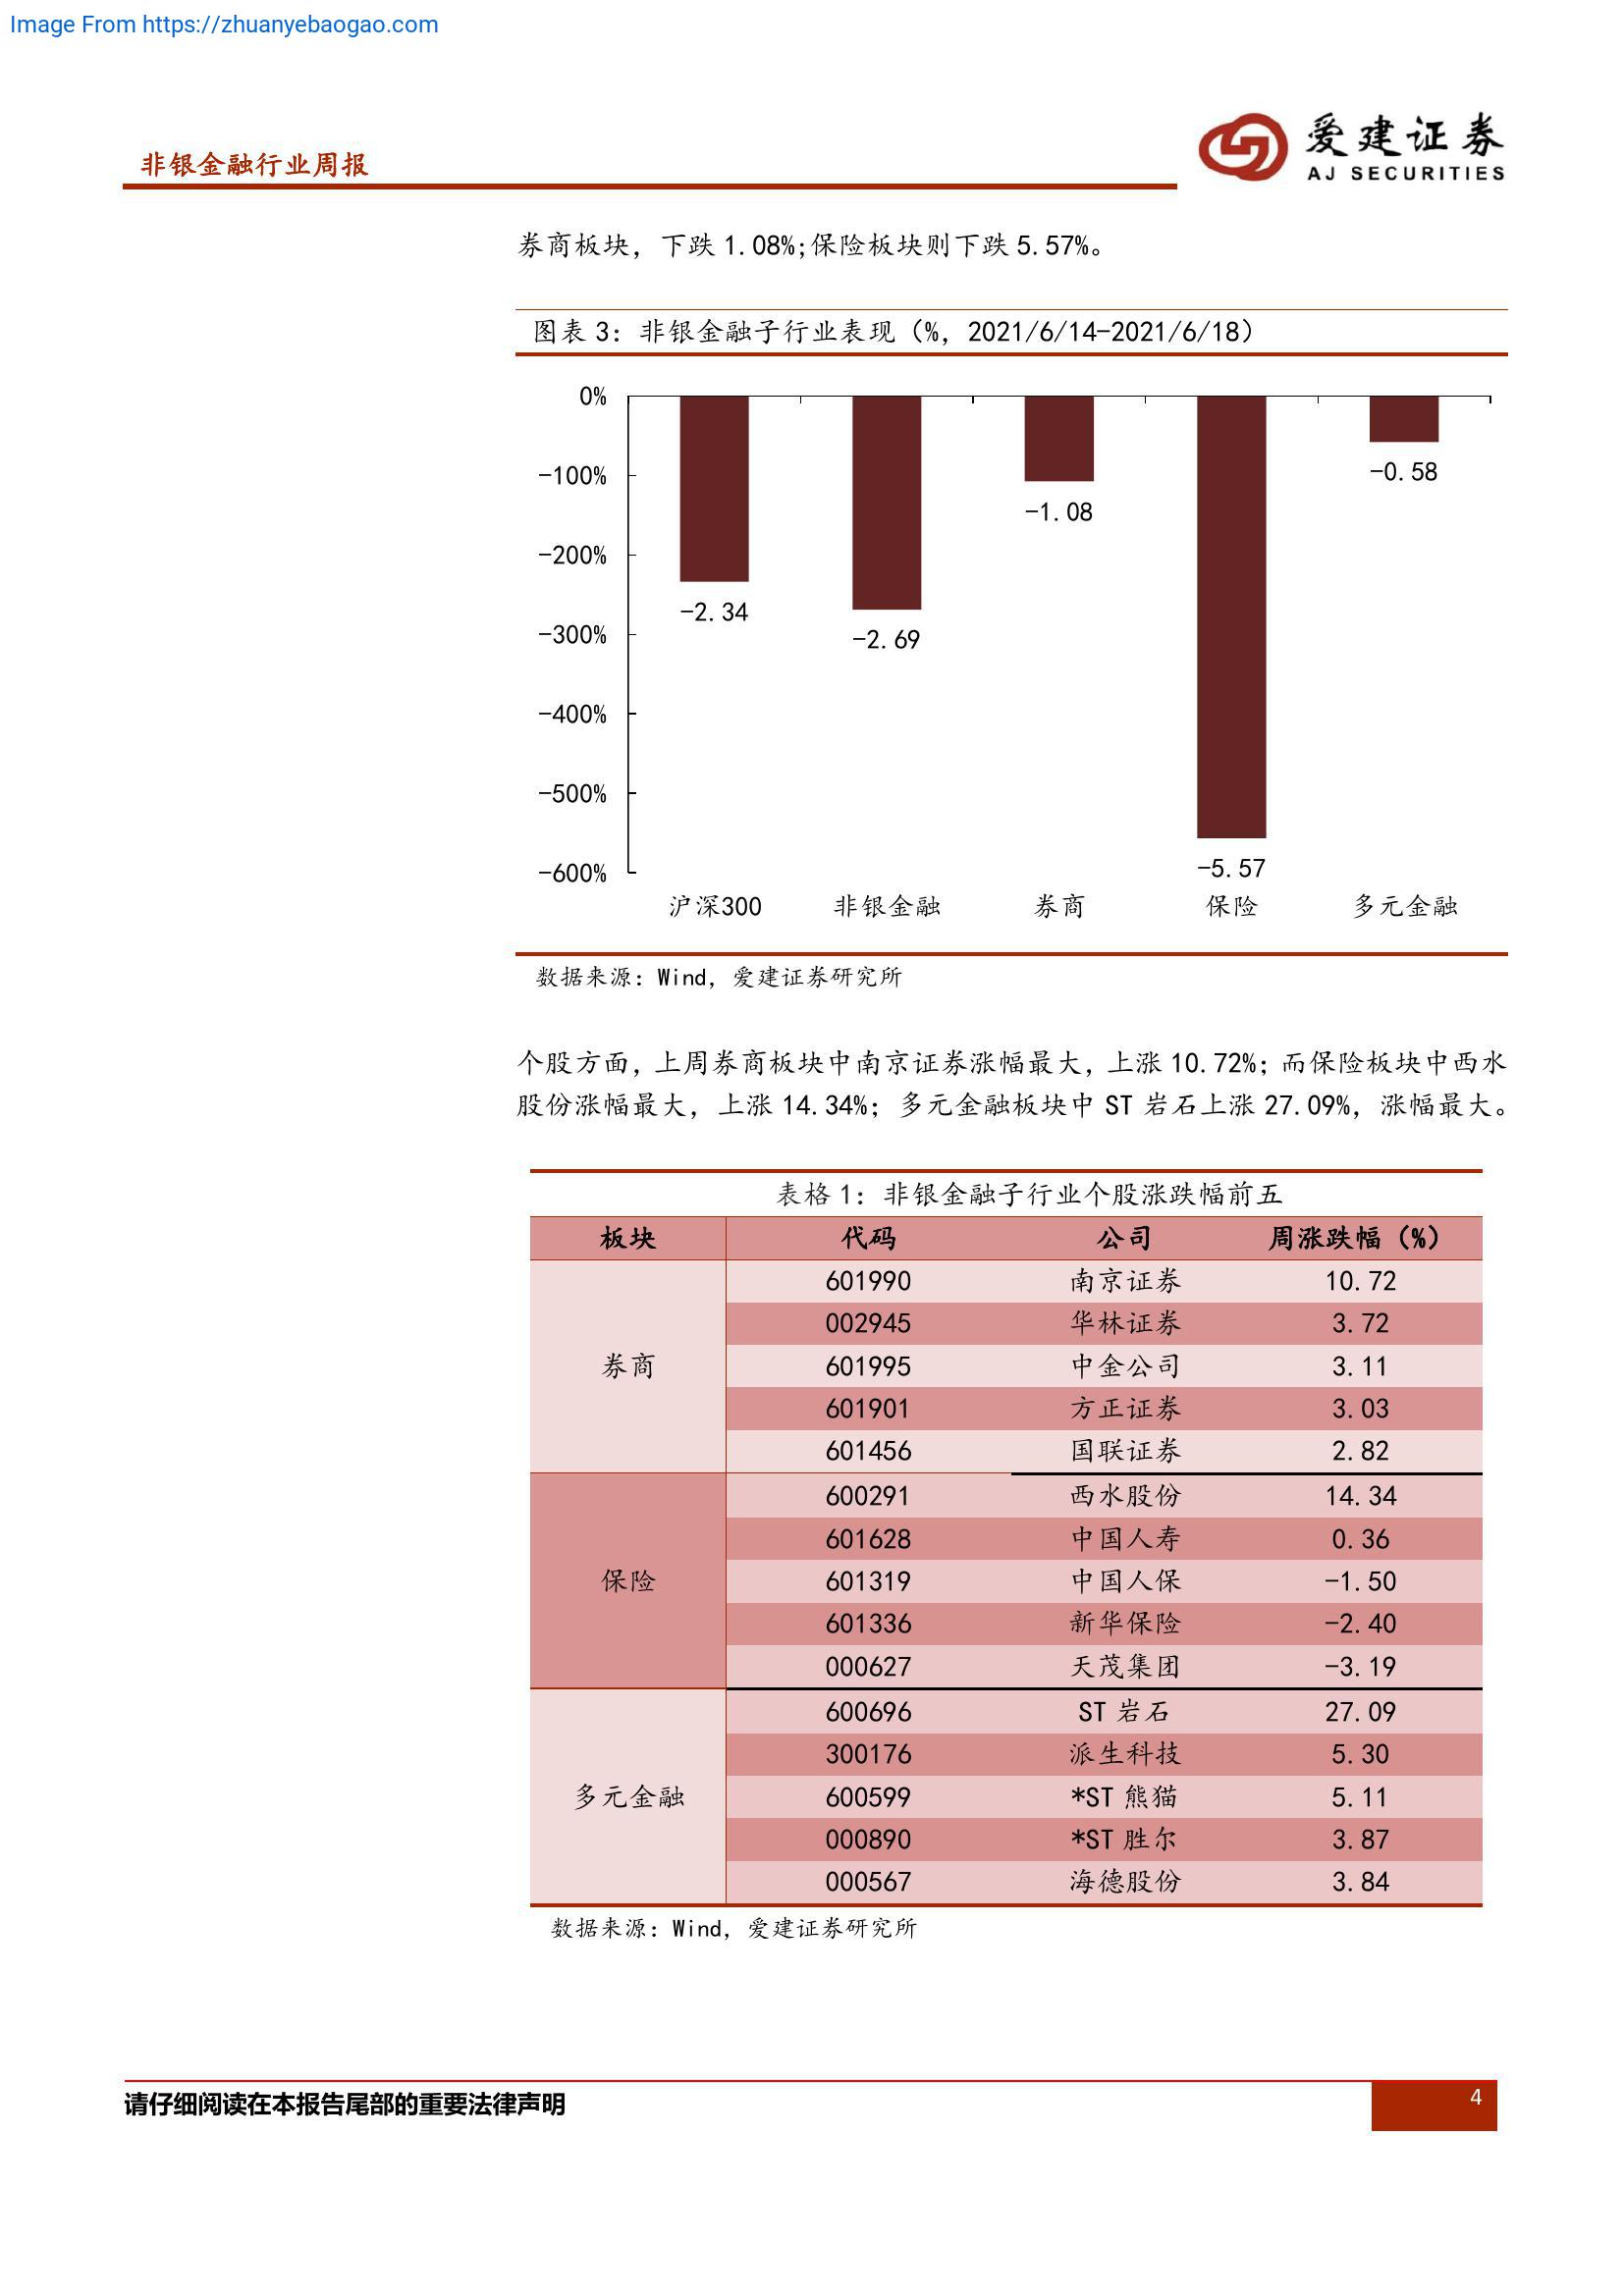 Image From https://zhuanyebaogao.com
非银金融行业周报
爱建证券
AJ SECURITIES
券商板块，下跌 1.08%;保险板块则下跌 5.57%。
图表 3：非银金融子行业表现（%，2021/6/14-2021/6/18）
0%
-100%
-200%
-300%
-400%
-500%
-600%
-2.34
-2.69
-1.08
-5.57
-0.58
沪深300 非银金融 券商 保险 多元金融
数据来源：Wind，爱建证券研究所
个股方面，上周券商板块中南京证券涨幅最大，上涨 10.72%；而保险板块中西水
股份涨幅最大，上涨 14.34%；多元金融板块中 ST 岩石上涨 27.09%，涨幅最大。
表格 1：非银金融子行业个股涨跌幅前五
板块 代码 公司 周涨跌幅（%）
券商
601990 南京证券 10.72
002945 华林证券 3.72
601995 中金公司 3.11
601901 方正证券 3.03
601456 国联证券 2.82
保险
600291 西水股份 14.34
601628 中国人寿 0.36
601319 中国人保 -1.50
601336 新华保险 -2.40
000627 天茂集团 -3.19
多元金融
600696 ST 岩石 27.09
300176 派生科技 5.30
600599 *ST 熊猫 5.11
000890 *ST 胜尔 3.87
000567 海德股份 3.84
数据来源：Wind，爱建证券研究所
请仔细阅读在本报告尾部的重要法律声明
4